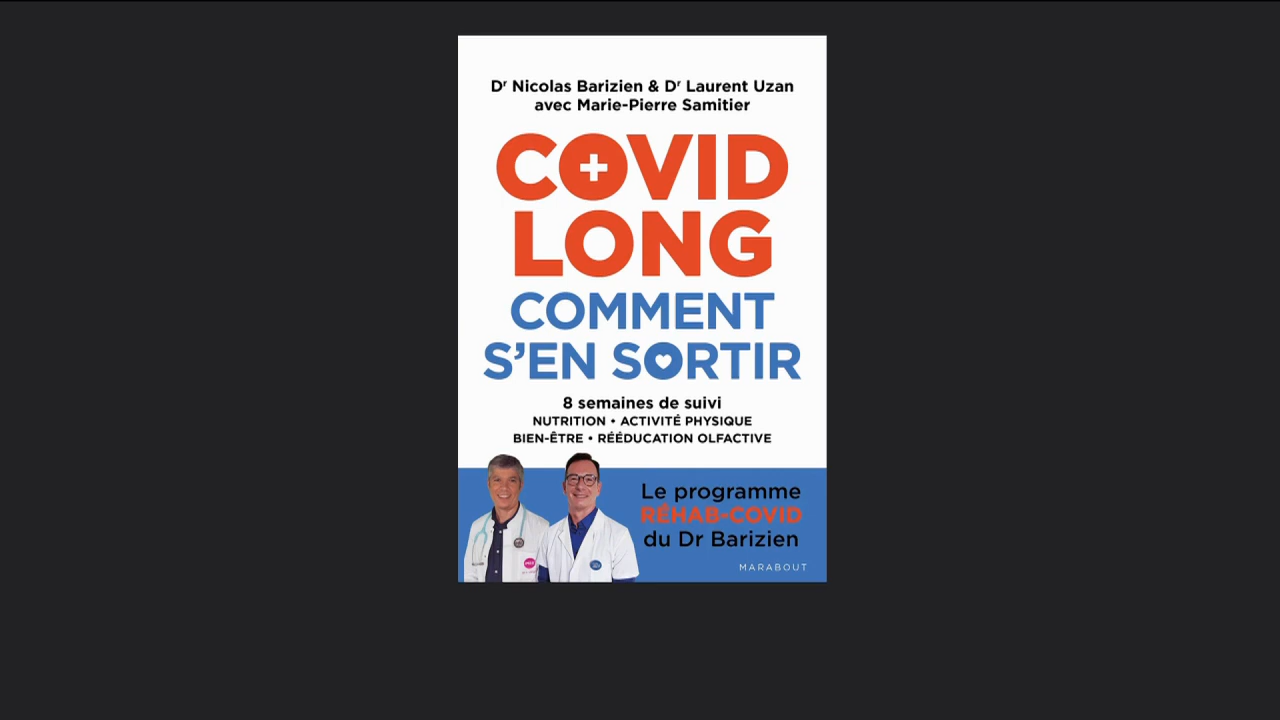 Dʳ Nicolas Barizien & Dʳ Laurent Uzan
avec Marie-Pierre Samitier
COVID
LONG
COMMENT
S'EN SORTIR
8 semaines de suivi
NUTRITION • ACTIVITÉ PHYSIQUE
BIEN-ÊTRE • RÉÉDUCATION OLFACTIVE
Le programme
RÉHAB-COVID
du Dr Barizien
MARABOUT